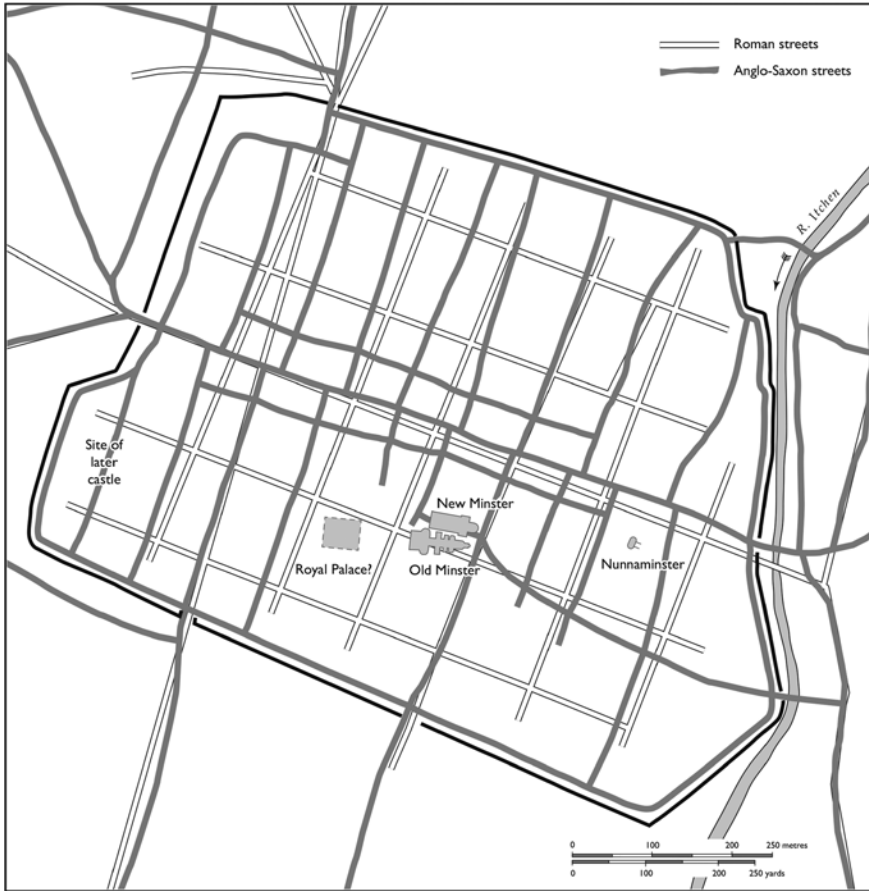 Roman streets
Anglo-Saxon streets
R. Itchen
Site of
later
castle
New Minster
Royal Palace?
Old Minster
Nunnaminster
0 100 200 250 metres
0 100 200 250 yards